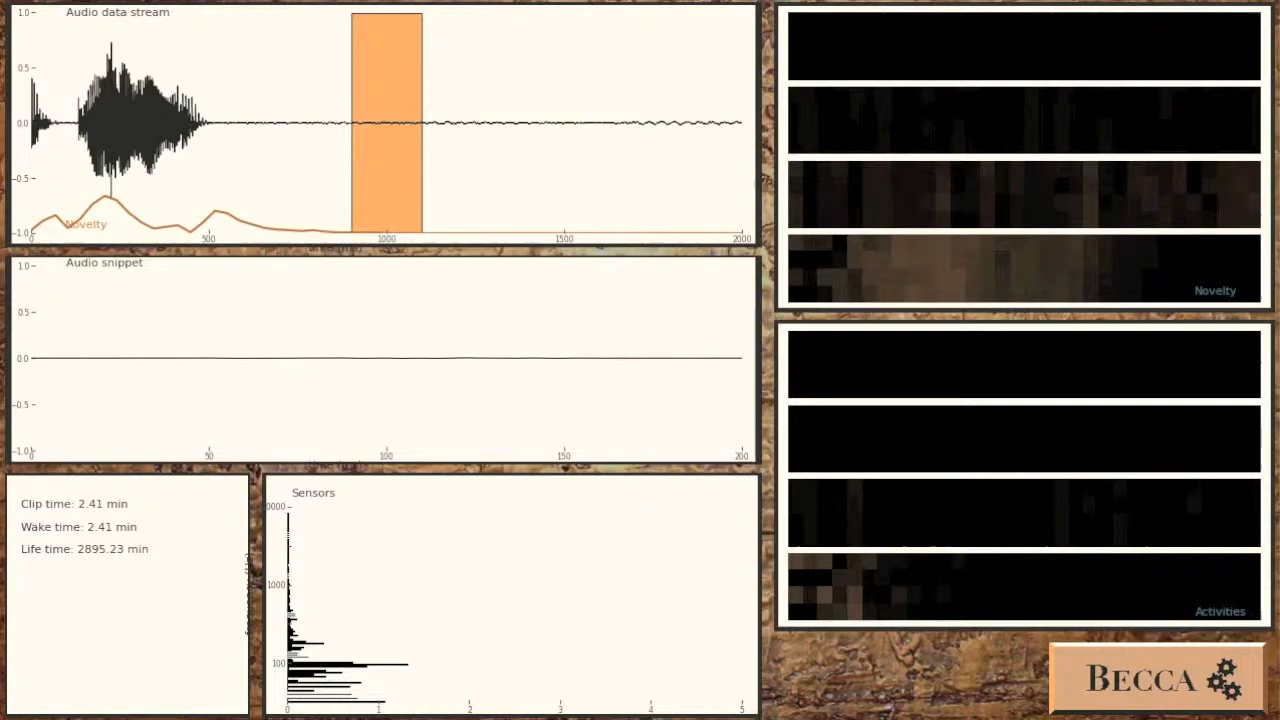 Audio data stream
1.0
0.5
0.0
−0.5
−1.0
Novelty
0
500
1000
1500
2000
Audio snippet
1.0
0.5
0.0
−1.0
0
50
100
150
200
Clip time: 2.41 min
Wake time: 2.41 min
Life time: 2895.23 min
Sensors
0000
1000
100
0
1
2
3
4
5
Novelty
Activities
BECCA